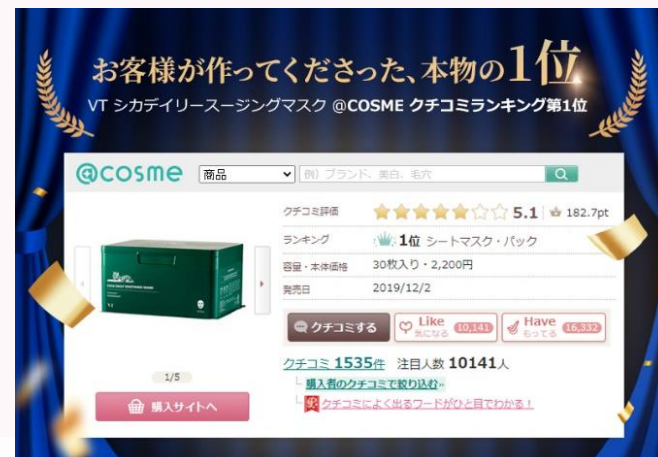 お客様が作ってくださった、本物の1位
VT シカデイリースージングマスク @COSME クチコミランキング第1位
@cosme 商品 例）ブランド、美白、毛穴
クチコミ評価 5.1 182.7pt
ランキング 1位 シートマスク・パック
容量・本体価格 30枚入り・2,200円
発売日 2019/12/2
クチコミする Like 気になる 10,141 Have もってる 16,332
クチコミ 1535件 注目人数 10141人
購入者のクチコミで絞り込む
クチコミによく出るワードがひと目でわかる！
1/5
購入サイトへ